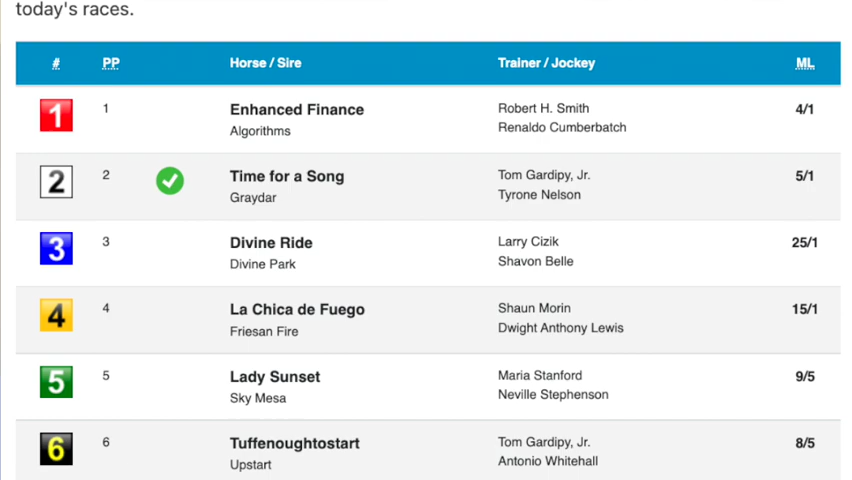 today's races.
# PP Horse / Sire Trainer / Jockey ML
1 1 Enhanced Finance Robert H. Smith 4/1
Algorithms Renaldo Cumberbatch
2 2 Time for a Song Tom Gardipy, Jr. 5/1
Graydar Tyrone Nelson
3 3 Divine Ride Larry Cizik 25/1
Divine Park Shavon Belle
4 4 La Chica de Fuego Shaun Morin 15/1
Friesan Fire Dwight Anthony Lewis
5 5 Lady Sunset Maria Stanford 9/5
Sky Mesa Neville Stephenson
6 6 Tuffenoughtostart Tom Gardipy, Jr. 8/5
Upstart Antonio Whitehall